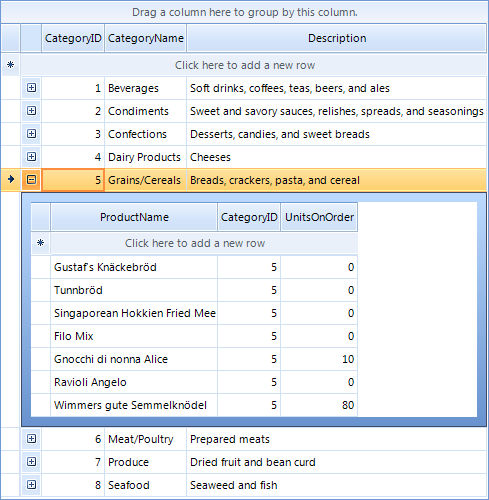 Drag a column here to group by this column.
CategoryID CategoryName Description
Click here to add a new row
1 Beverages Soft drinks, coffees, teas, beers, and ales
2 Condiments Sweet and savory sauces, relishes, spreads, and seasonings
3 Confections Desserts, candies, and sweet breads
4 Dairy Products Cheeses
5 Grains/Cereals Breads, crackers, pasta, and cereal
ProductName CategoryID UnitsOnOrder
Click here to add a new row
Gustaf's Knäckebröd 5 0
Tunnbröd 5 0
Singaporean Hokkien Fried Mee 5 0
Filo Mix 5 0
Gnocchi di nonna Alice 5 10
Ravioli Angelo 5 0
Wimmers gute Semmelknödel 5 80
6 Meat/Poultry Prepared meats
7 Produce Dried fruit and bean curd
8 Seafood Seaweed and fish